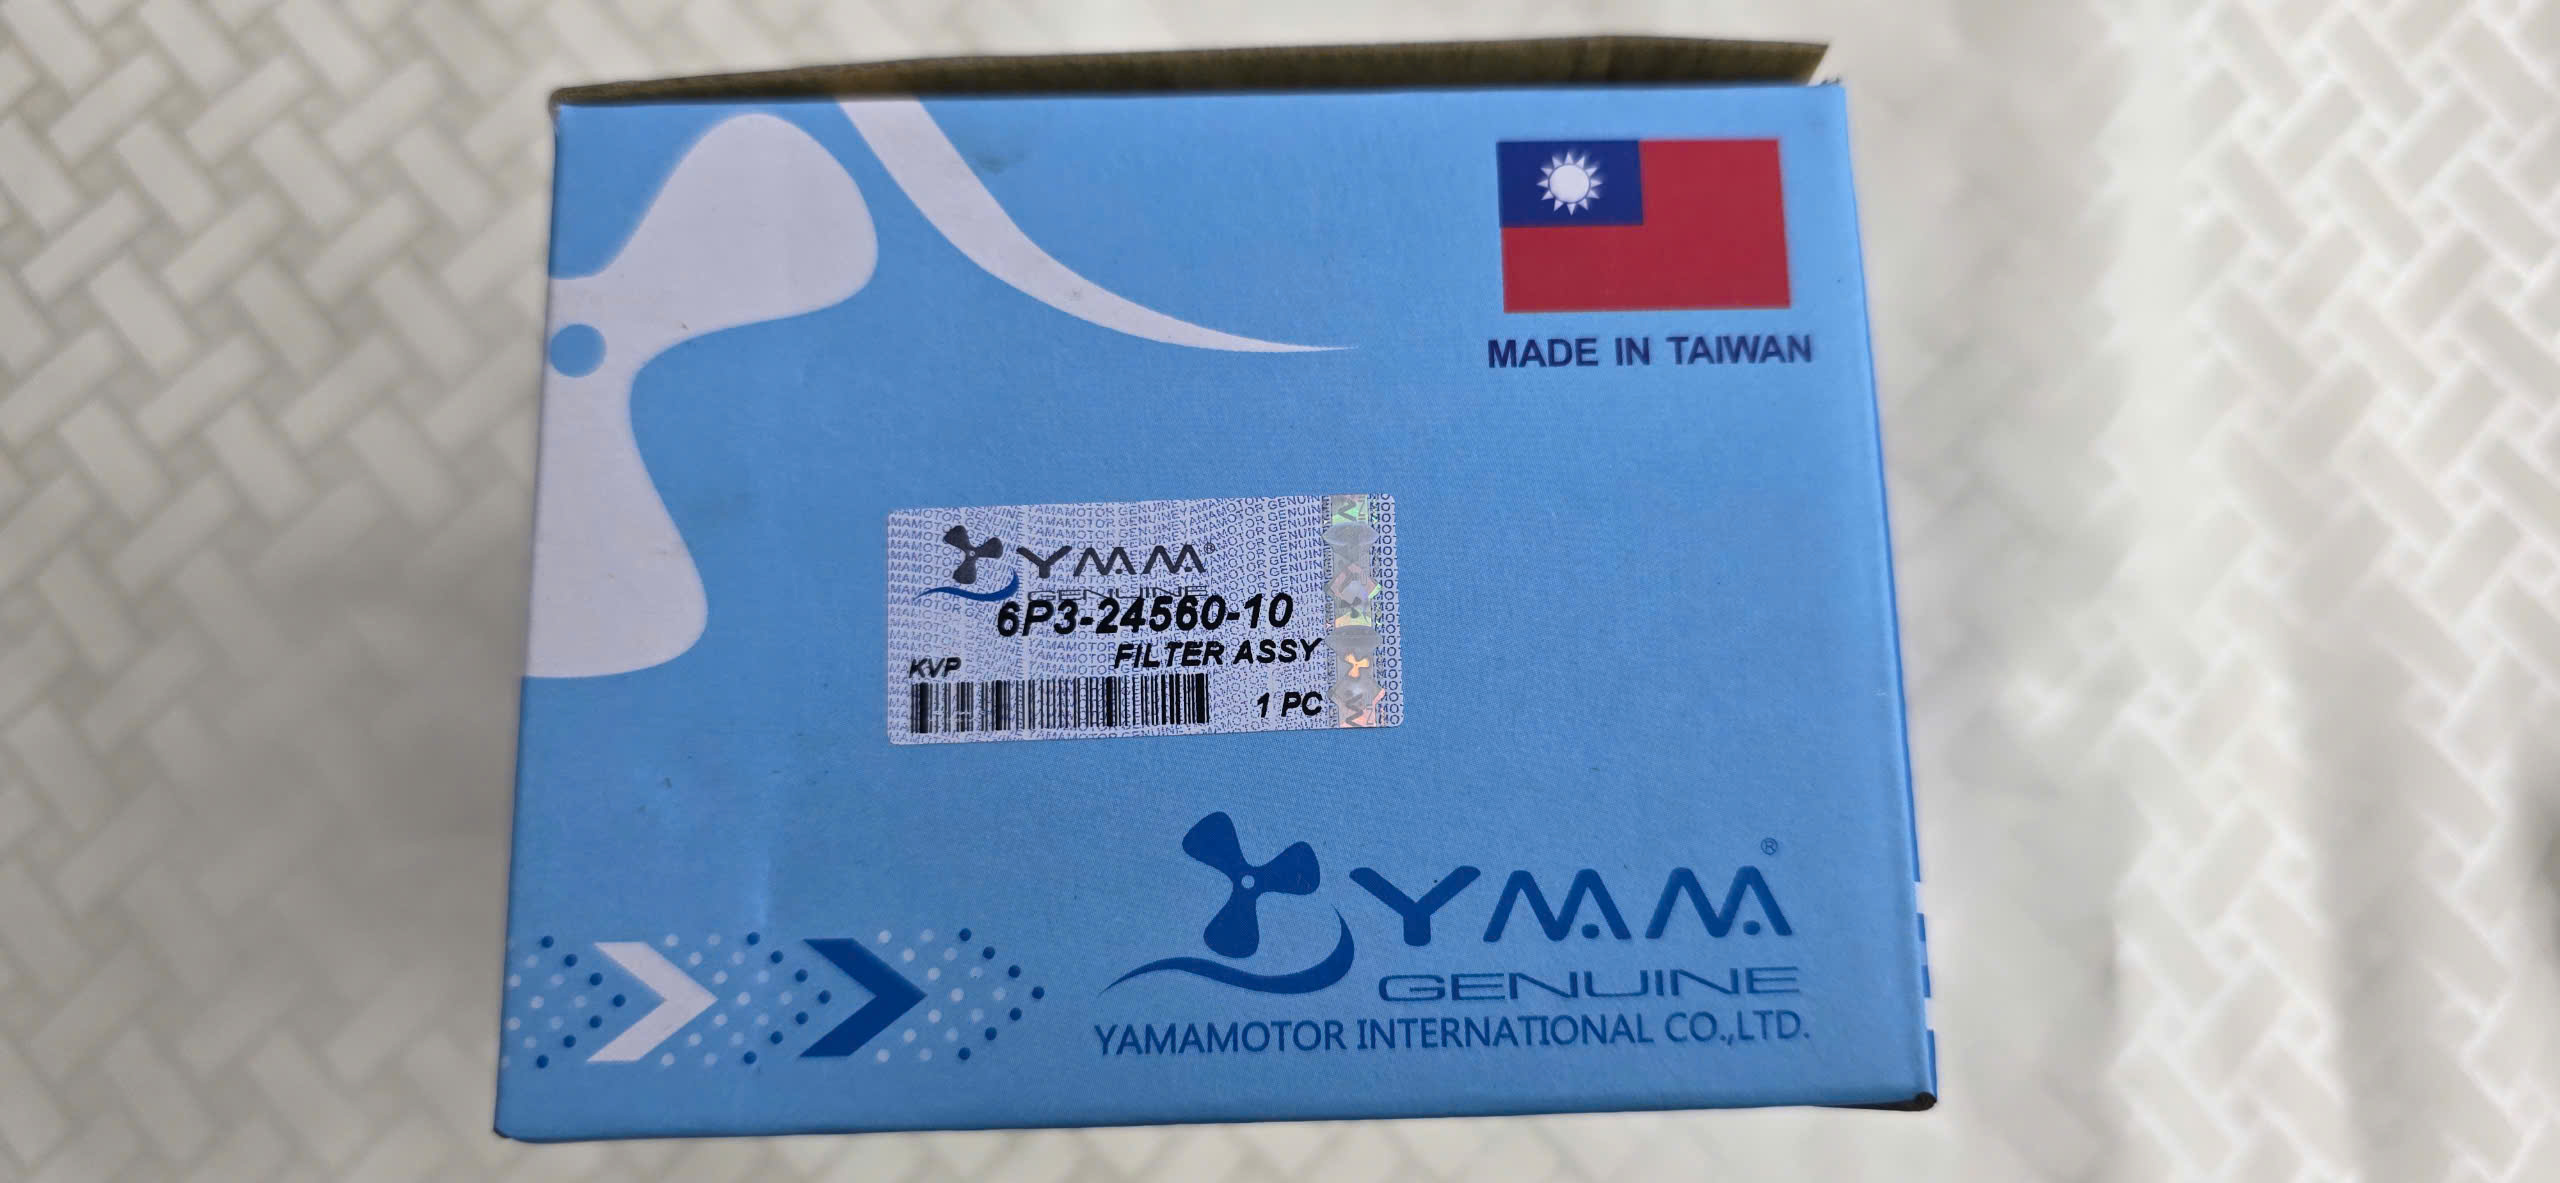 MADE IN TAIWAN
YMM®
GENUINE
6P3-24560-10
FILTER ASSY
KVP
1 PC
YMM®
GENUINE
YAMAMOTOR INTERNATIONAL CO.,LTD.